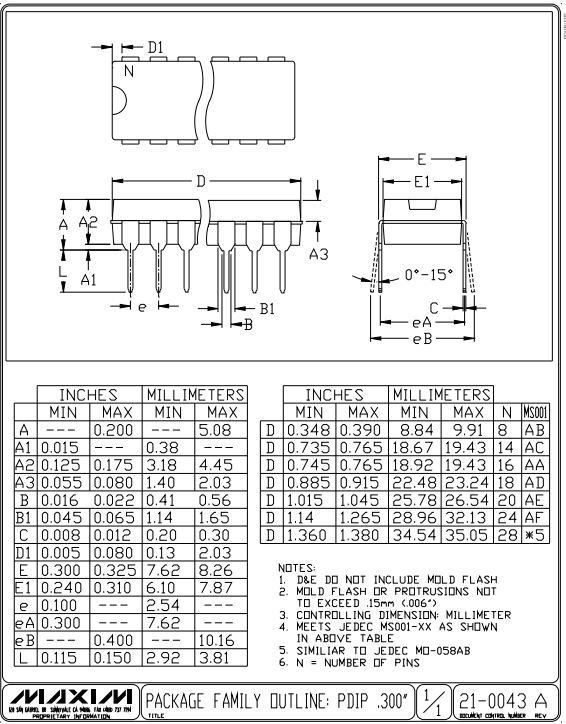 D1
N
D
E
E1
A
A2
A3
L
A1
0°-15°
e
B1
B
C
eA
eB
INCHES MILLIMETERS
MIN MAX MIN MAX
A --- 0.200 --- 5.08
A1 0.015 --- 0.38 ---
A2 0.125 0.175 3.18 4.45
A3 0.055 0.080 1.40 2.03
B 0.016 0.022 0.41 0.56
B1 0.045 0.065 1.14 1.65
C 0.008 0.012 0.20 0.30
D1 0.005 0.080 0.13 2.03
E 0.300 0.325 7.62 8.26
E1 0.240 0.310 6.10 7.87
e 0.100 --- 2.54 ---
eA 0.300 --- 7.62 ---
eB --- 0.400 --- 10.16
L 0.115 0.150 2.92 3.81
INCHES MILLIMETERS
MIN MAX MIN MAX N MS001
D 0.348 0.390 8.84 9.91 8 AB
D 0.735 0.765 18.67 19.43 14 AC
D 0.745 0.765 18.92 19.43 16 AA
D 0.885 0.915 22.48 23.24 18 AD
D 1.015 1.045 25.78 26.54 20 AE
D 1.14 1.265 28.96 32.13 24 AF
D 1.360 1.380 34.54 35.05 28 *5
NOTES:
1. D&E DO NOT INCLUDE MOLD FLASH
2. MOLD FLASH OR PROTRUSIONS NOT
TO EXCEED .15mm (.006")
3. CONTROLLING DIMENSION: MILLIMETER
4. MEETS JEDEC MS001-XX AS SHOWN
IN ABOVE TABLE
5. SIMILIAR TO JEDEC MO-058AB
6. N = NUMBER OF PINS
MAXIM
PROPRIETARY INFORMATION
PACKAGE FAMILY OUTLINE: PDIP .300"
TITLE
1/1
21-0043 A
DOCUMENT CONTROL NUMBER REV